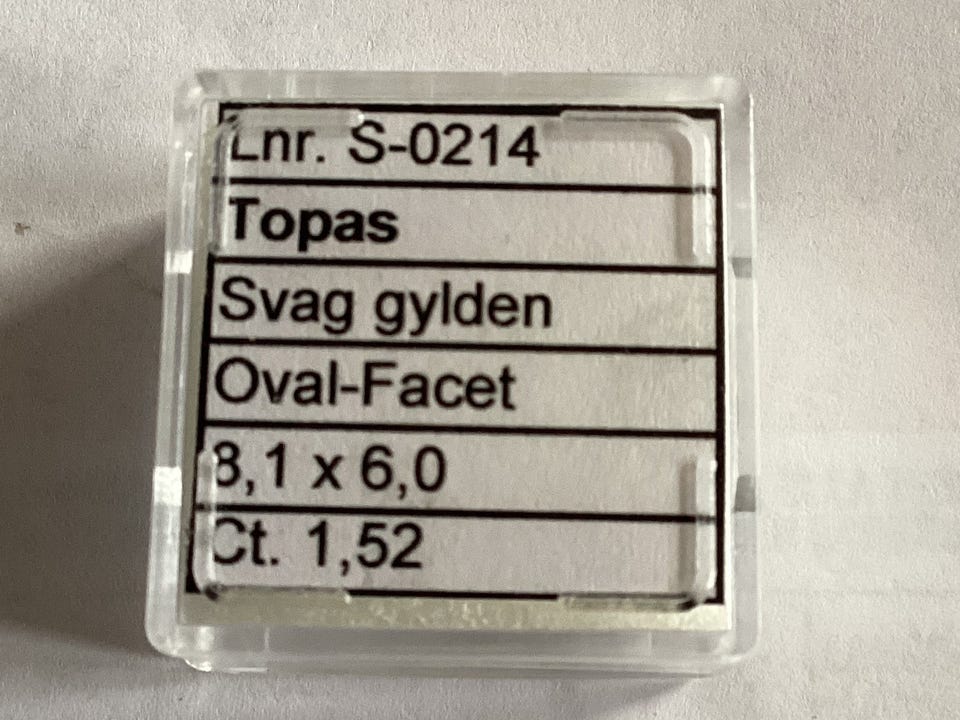 Lnr. S-0214
Topas
Svag gylden
Oval-Facet
8,1 x 6,0
Ct. 1,52